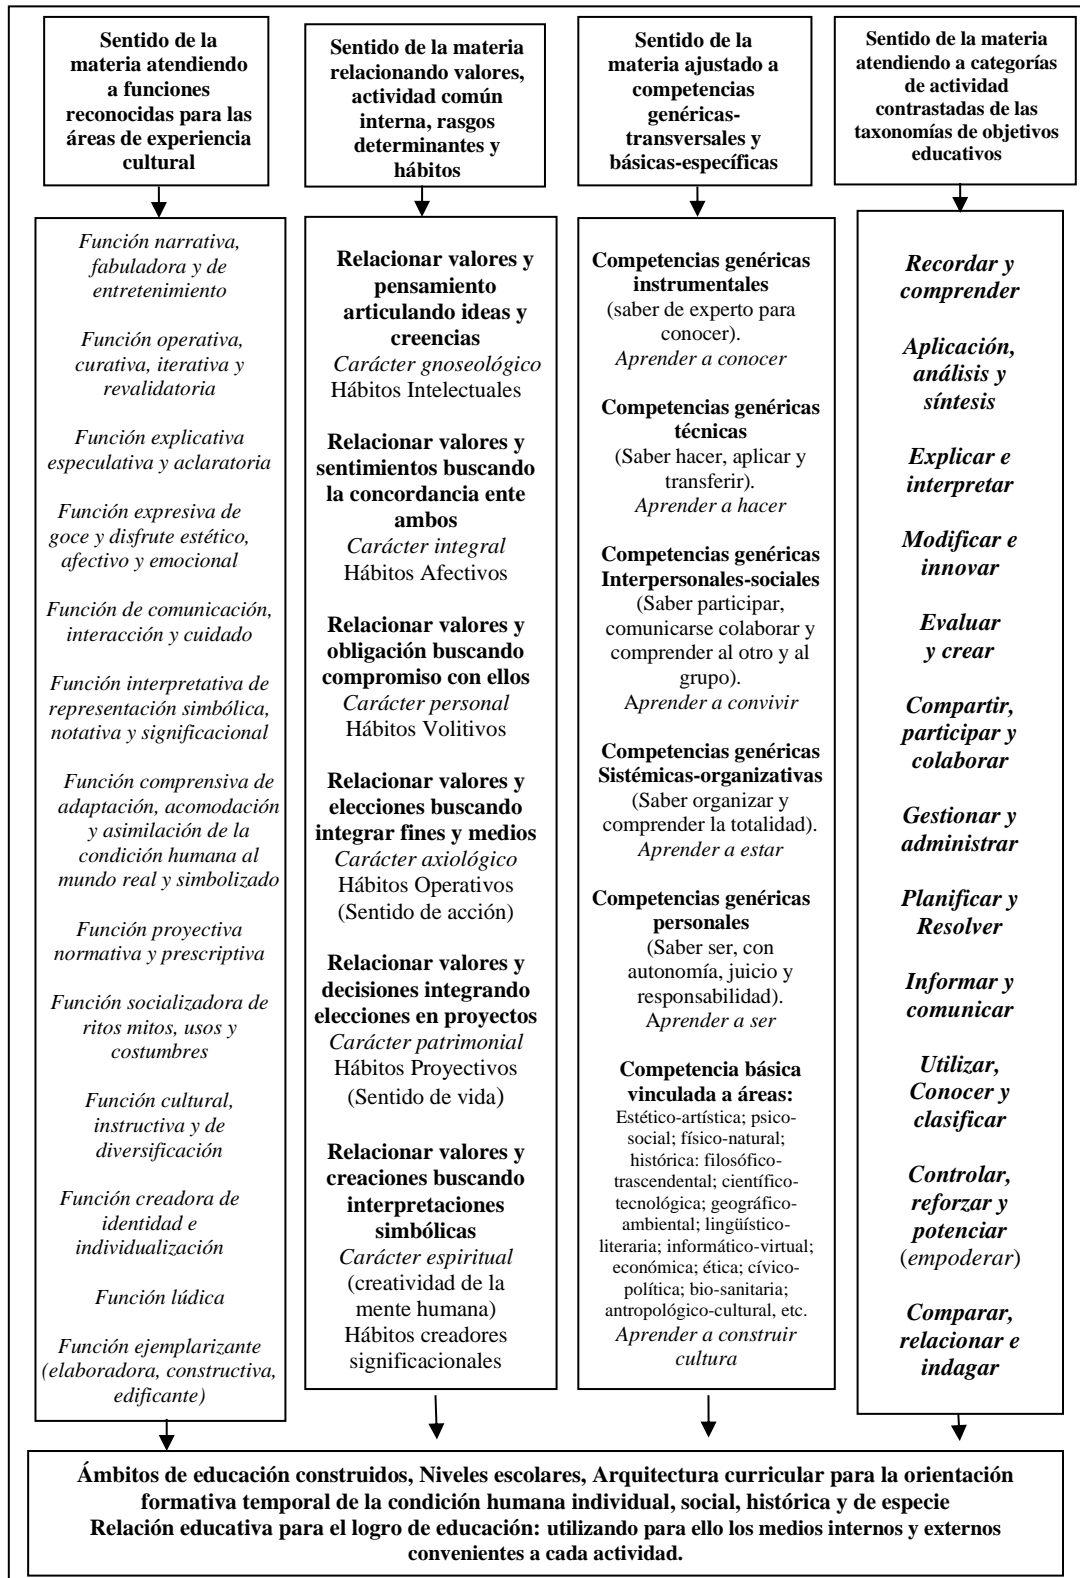 Sentido de la
materia atendiendo
a funciones
reconocidas para las
áreas de experiencia
cultural
Sentido de la materia
relacionando valores,
actividad común
interna, rasgos
determinantes y
hábitos
Sentido de la
materia ajustado a
competencias
genéricas-
transversales y
básicas-específicas
Sentido de la materia
atendiendo a categorías
de actividad
contrastadas de las
taxonomías de objetivos
educativos
Función narrativa,
fabuladora y de
entretenimiento
Función operativa,
curativa, iterativa y
revalidatoria
Función explicativa
especulativa y aclaratoria
Función expresiva de
goce y disfrute estético,
afectivo y emocional
Función de comunicación,
interacción y cuidado
Función interpretativa de
representación simbólica,
notativa y significacional
Función comprensiva de
adaptación, acomodación
y asimilación de la
condición humana al
mundo real y simbolizado
Función proyectiva
normativa y prescriptiva
Función socializadora de
ritos mitos, usos y
costumbres
Función cultural,
instructiva y de
diversificación
Función creadora de
identidad e
individualización
Función lúdica
Función ejemplarizante
(elaboradora, constructiva,
edificante)
Relacionar valores y
pensamiento
articulando ideas y
creencias
Carácter gnoseológico
Hábitos Intelectuales
Relacionar valores y
sentimientos buscando
la concordancia ente
ambos
Carácter integral
Hábitos Afectivos
Relacionar valores y
obligación buscando
compromiso con ellos
Carácter personal
Hábitos Volitivos
Relacionar valores y
elecciones buscando
integrar fines y medios
Carácter axiológico
Hábitos Operativos
(Sentido de acción)
Relacionar valores y
decisiones integrando
elecciones en proyectos
Carácter patrimonial
Hábitos Proyectivos
(Sentido de vida)
Relacionar valores y
creaciones buscando
interpretaciones
simbólicas
Carácter espiritual
(creatividad de la
mente humana)
Hábitos creadores
significacionales
Competencias genéricas
instrumentales
(saber de experto para
conocer).
Aprender a conocer
Competencias genéricas
técnicas
(Saber hacer, aplicar y
transferir).
Aprender a hacer
Competencias genéricas
Interpersonales-sociales
(Saber participar,
comunicarse colaborar y
comprender al otro y al
grupo).
Aprender a convivir
Competencias genéricas
Sistémicas-organizativas
(Saber organizar y
comprender la totalidad).
Aprender a estar
Competencias genéricas
personales
(Saber ser, con
autonomía, juicio y
responsabilidad).
Aprender a ser
Competencia básica
vinculada a áreas:
Estético-artística; psico-
social; físico-natural;
histórica: filosófico-
trascendental; científico-
tecnológica; geográfico-
ambiental; lingüístico-
literaria; informático-virtual;
económica; ética; cívico-
política; bio-sanitaria;
antropológico-cultural, etc.
Aprender a construir
cultura
Recordar y
comprender
Aplicación,
análisis y
síntesis
Explicar e
interpretar
Modificar e
innovar
Evaluar
y crear
Compartir,
participar y
colaborar
Gestionar y
administrar
Planificar y
Resolver
Informar y
comunicar
Utilizar,
Conocer y
clasificar
Controlar,
reforzar y
potenciar
(empoderar)
Comparar,
relacionar e
indagar
Ámbitos de educación construidos, Niveles escolares, Arquitectura curricular para la orientación
formativa temporal de la condición humana individual, social, histórica y de especie
Relación educativa para el logro de educación: utilizando para ello los medios internos y externos
convenientes a cada actividad.